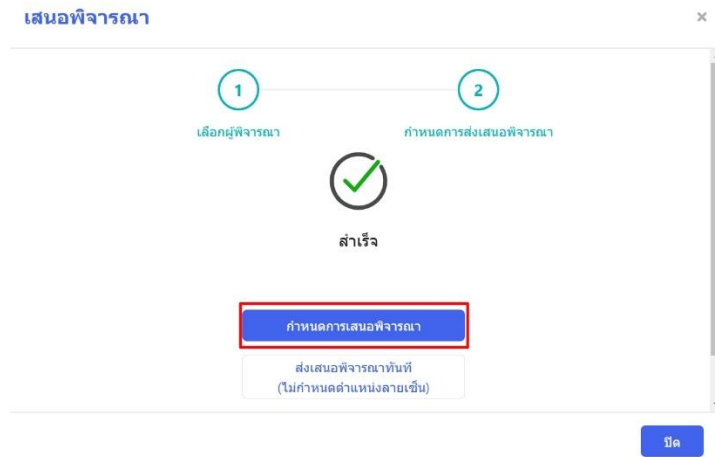 เสนอพิจารณา
×
1
2
เลือกผู้พิจารณา
กำหนดการส่งเสนอพิจารณา
สำเร็จ
กำหนดการเสนอพิจารณา
ส่งเสนอพิจารณาทันที
(ไม่กำหนดตำแหน่งลายเซ็น)
ปิด